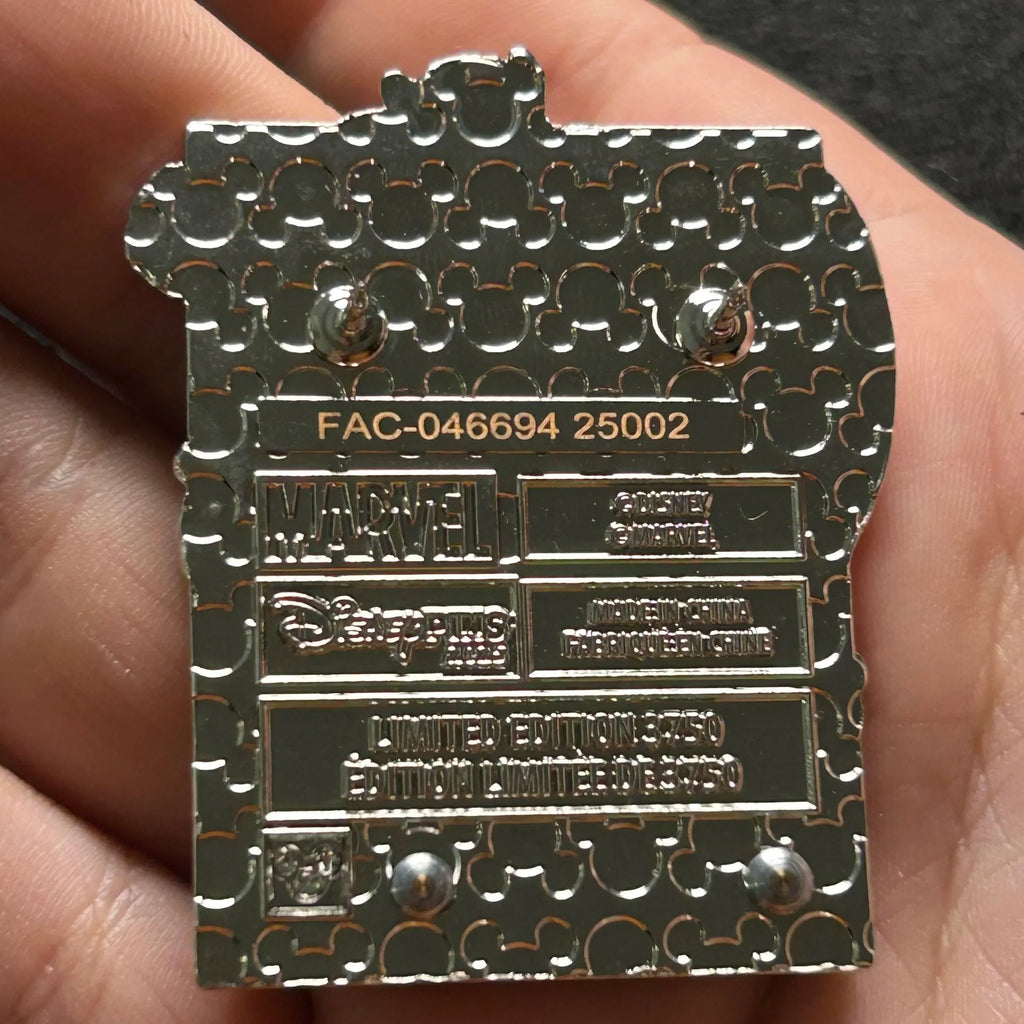 FAC-046694 25002
MARVEL
©DISNEY
©MARVEL
Disney PINS
MADE IN CHINA
FABRIQUÉ EN CHINE
LIMITED EDITION 3750
ÉDITION LIMITÉE DE 3750